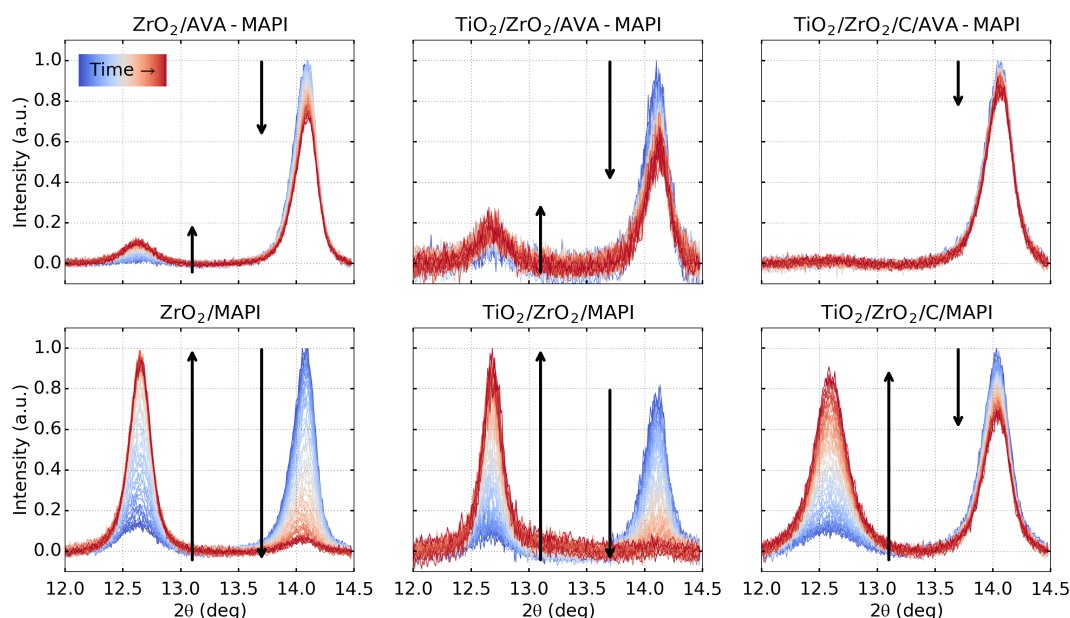 ZrO₂/AVA - MAPI
TiO₂/ZrO₂/AVA - MAPI
TiO₂/ZrO₂/C/AVA - MAPI
Intensity (a.u.)
1.0
0.8
0.6
0.4
0.2
0.0
Time →
ZrO₂/MAPI
TiO₂/ZrO₂/MAPI
TiO₂/ZrO₂/C/MAPI
Intensity (a.u.)
1.0
0.8
0.6
0.4
0.2
0.0
12.0 12.5 13.0 13.5 14.0 14.5
12.0 12.5 13.0 13.5 14.0 14.5
12.0 12.5 13.0 13.5 14.0 14.5
2θ (deg)
2θ (deg)
2θ (deg)